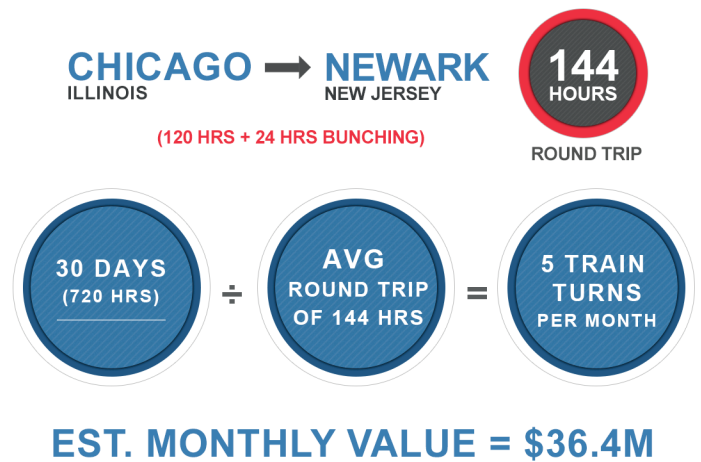 CHICAGO → NEWARK
ILLINOIS NEW JERSEY
144
HOURS
(120 HRS + 24 HRS BUNCHING)
ROUND TRIP
30 DAYS
(720 HRS)
÷
AVG
ROUND TRIP
OF 144 HRS
=
5 TRAIN
TURNS
PER MONTH
EST. MONTHLY VALUE = $36.4M